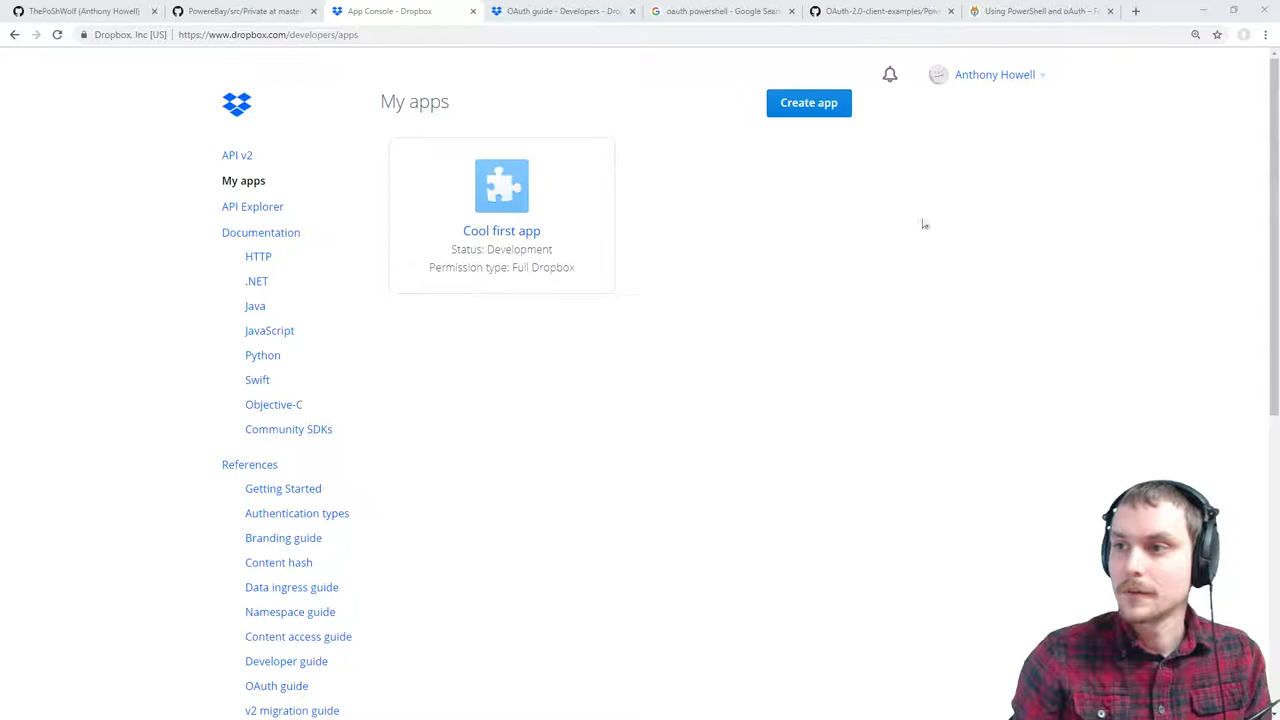 ThePoShWolf (Anthony Howell)
PowereBay/src/Private at master
App Console - Dropbox
OAuth guide - Developers - Dro
oauth powershell - Google Sear
OAuth-2.0-client-examples/Pow
Using PowerShell and oAuth – F
Dropbox, Inc [US]
https://www.dropbox.com/developers/apps
Anthony Howell
My apps
Create app
API v2
My apps
API Explorer
Documentation
HTTP
.NET
Java
JavaScript
Python
Swift
Objective-C
Community SDKs
References
Getting Started
Authentication types
Branding guide
Content hash
Data ingress guide
Namespace guide
Content access guide
Developer guide
OAuth guide
v2 migration guide
Cool first app
Status: Development
Permission type: Full Dropbox